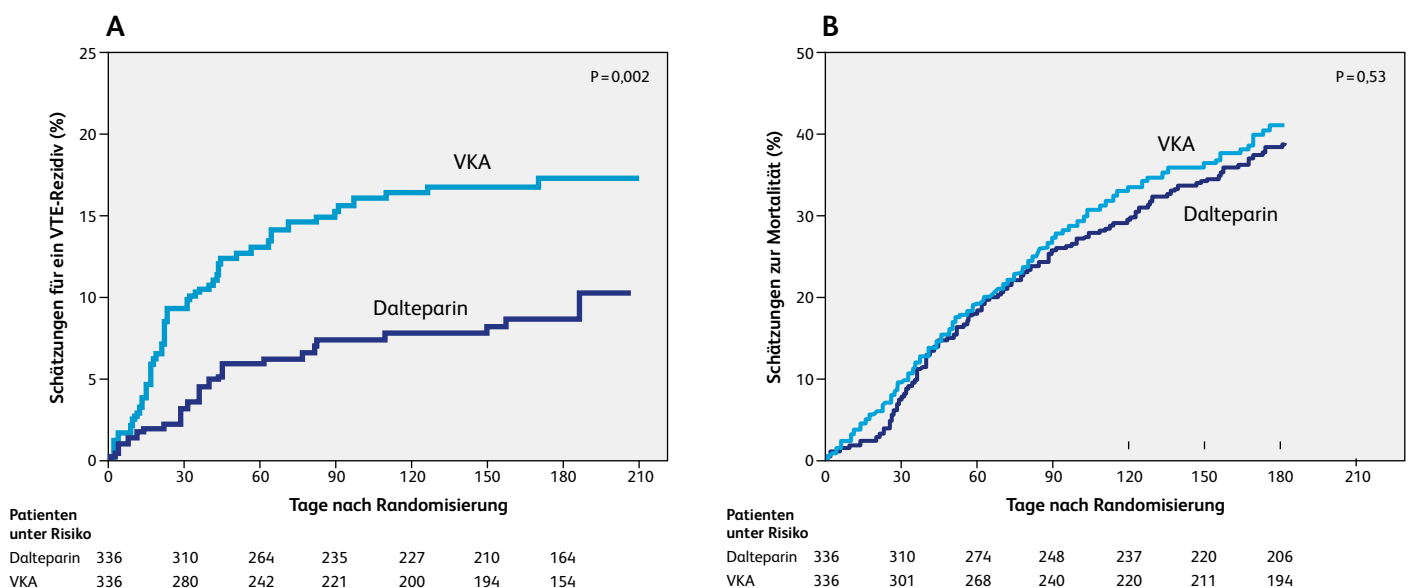 A
Schätzungen für ein VTE-Rezidiv (%)
25
20
15
10
5
0
P = 0,002
VKA
Dalteparin
0 30 60 90 120 150 180 210
Tage nach Randomisierung
Patienten
unter Risiko
Dalteparin 336 310 264 235 227 210 164
VKA 336 280 242 221 200 194 154
B
Schätzungen zur Mortalität (%)
50
40
30
20
10
0
P = 0,53
VKA
Dalteparin
0 30 60 90 120 150 180 210
Tage nach Randomisierung
Patienten
unter Risiko
Dalteparin 336 310 274 248 237 220 206
VKA 336 301 268 240 220 211 194